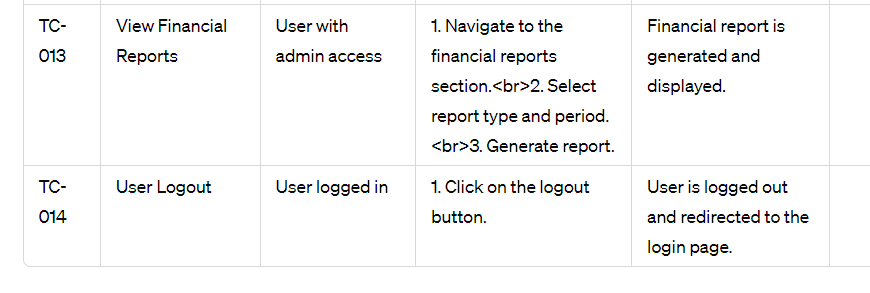 TC-
013
View Financial
Reports
User with
admin access
1. Navigate to the
financial reports
section.<br>2. Select
report type and period.
<br>3. Generate report.
Financial report is
generated and
displayed.
TC-
014
User Logout
User logged in
1. Click on the logout
button.
User is logged out
and redirected to the
login page.